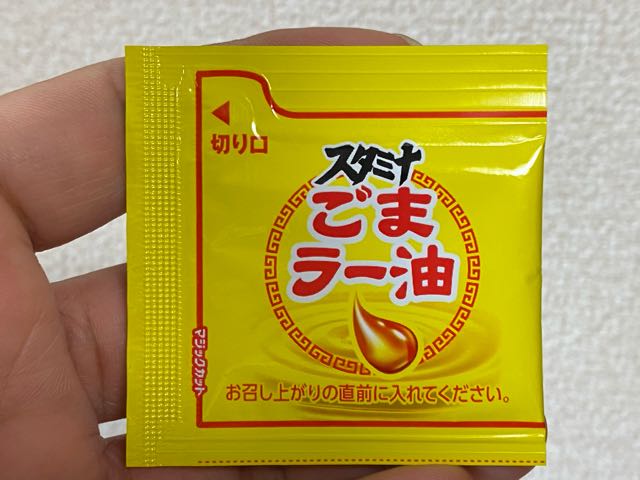 切り口
スタミナ
ごま
ラー油
マジックカット
お召し上がりの直前に入れてください。